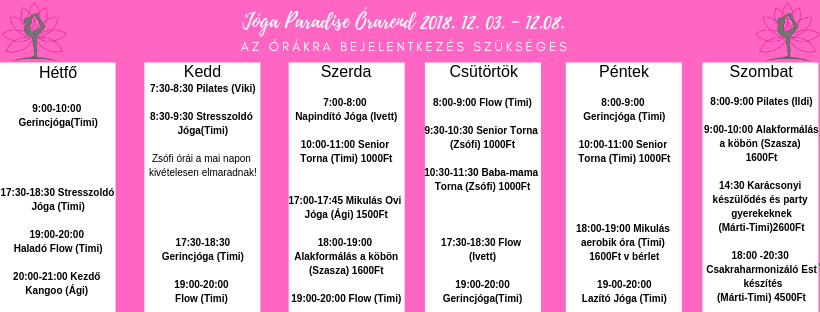 Jóga Paradise Órarend 2018. 12. 03. - 12.08.
AZ ÓRÁKRA BEJELENTKEZÉS SZÜKSÉGES
Hétfő
9:00-10:00
Gerincjóga(Timi)
17:30-18:30 Stresszoldó
Jóga (Timi)
19:00-20:00
Haladó Flow (Timi)
20:00-21:00 Kezdő
Kangoo (Ági)
Kedd
7:30-8:30 Pilates (Viki)
8:30-9:30 Stresszoldó
Jóga(Timi)
Zsófi órái a mai napon
kivételesen elmaradnak!
17:30-18:30
Gerincjóga (Timi)
19:00-20:00
Flow (Timi)
Szerda
7:00-8:00
Napindító Jóga (Ivett)
10:00-11:00 Senior
Torna (Timi) 1000Ft
17:00-17:45 Mikulás Ovi
Jóga (Ági) 1500Ft
18:00-19:00
Alakformálás a köbön
(Szasza) 1600Ft
19:00-20:00 Flow (Timi)
Csütörtök
8:00-9:00 Flow (Timi)
9:30-10:30 Senior Torna
(Zsófi) 1000Ft
10:30-11:30 Baba-mama
Torna (Zsófi) 1000Ft
17:30-18:30 Flow
(Ivett)
19:00-20:00
Gerincjóga(Timi)
Péntek
8:00-9:00
Gerincjóga (Timi)
10:00-11:00 Senior
Torna (Timi) 1000Ft
18:00-19:00 Mikulás
aerobik óra (Timi)
1600Ft v bérlet
19-00-20:00
Lazító Jóga (Timi)
Szombat
8:00-9:00 Pilates (Ildi)
9:00-10:00 Alakformálás
a köbön (Szasza)
1600Ft
14:30 Karácsonyi
készülődés és party
gyerekeknek
(Márti-Timi)2600Ft
18:00 -20:30
Csakraharmonizáló Est
készítés
(Márti-Timi) 4500Ft